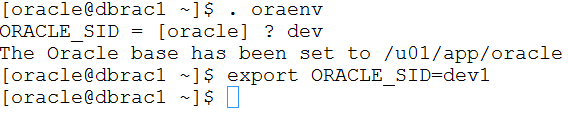 [oracle@dbrac1 ~]$ . oraenv
ORACLE_SID = [oracle] ? dev
The Oracle base has been set to /u01/app/oracle
[oracle@dbrac1 ~]$ export ORACLE_SID=dev1
[oracle@dbrac1 ~]$